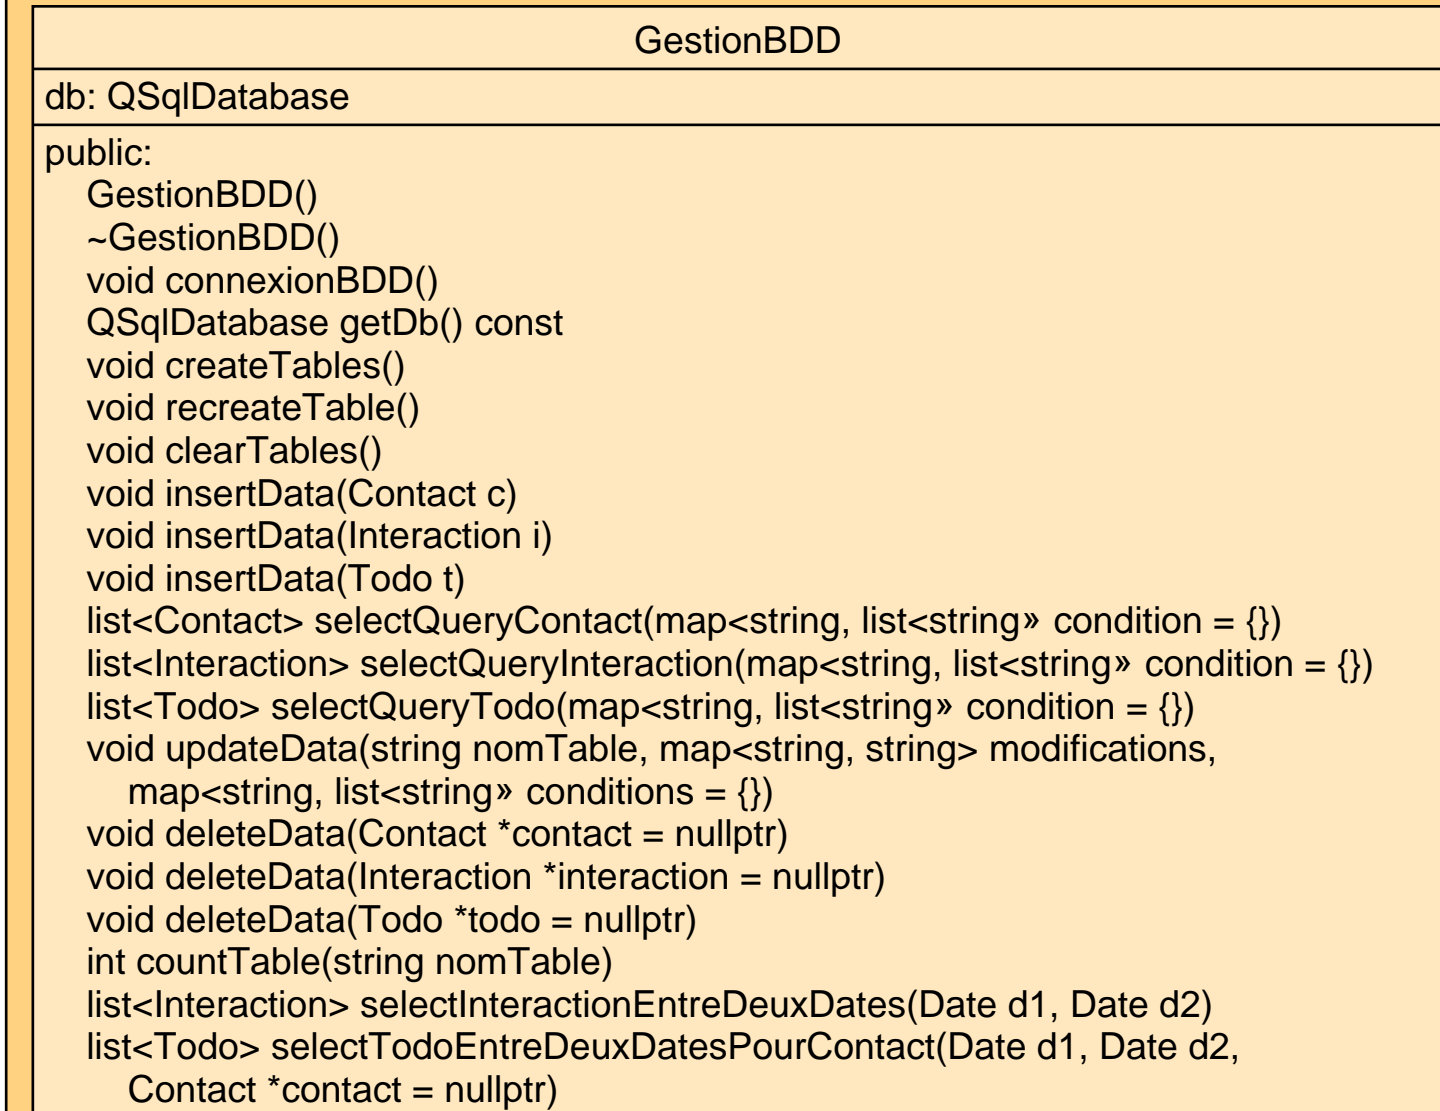 GestionBDD
db: QSqlDatabase
public:
GestionBDD()
~GestionBDD()
void connexionBDD()
QSqlDatabase getDb() const
void createTables()
void recreateTable()
void clearTables()
void insertData(Contact c)
void insertData(Interaction i)
void insertData(Todo t)
list<Contact> selectQueryContact(map<string, list<string» condition = {})
list<Interaction> selectQueryInteraction(map<string, list<string» condition = {})
list<Todo> selectQueryTodo(map<string, list<string» condition = {})
void updateData(string nomTable, map<string, string> modifications,
map<string, list<string» conditions = {})
void deleteData(Contact *contact = nullptr)
void deleteData(Interaction *interaction = nullptr)
void deleteData(Todo *todo = nullptr)
int countTable(string nomTable)
list<Interaction> selectInteractionEntreDeuxDates(Date d1, Date d2)
list<Todo> selectTodoEntreDeuxDatesPourContact(Date d1, Date d2,
Contact *contact = nullptr)